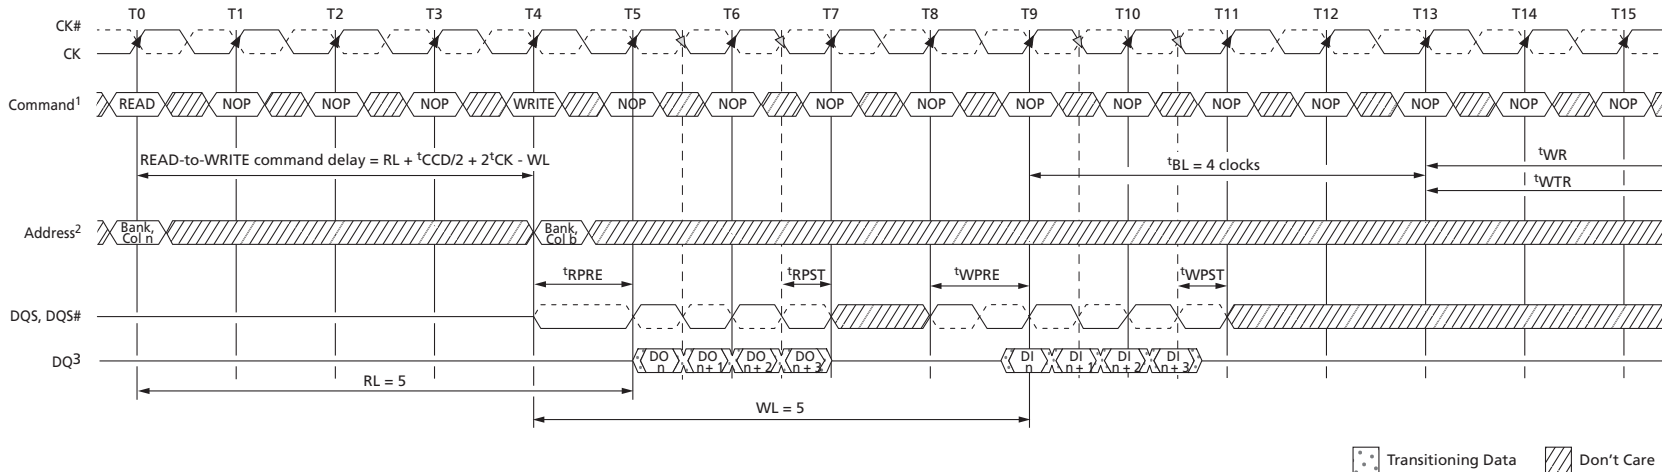 T0 T1 T2 T3 T4 T5 T6 T7 T8 T9 T10 T11 T12 T13 T14 T15
CK#
CK
Command1 READ NOP NOP NOP WRITE NOP NOP NOP NOP NOP NOP NOP NOP NOP NOP NOP
READ-to-WRITE command delay = RL + tCCD/2 + 2tCK - WL
tBL = 4 clocks
tWR
tWTR
Address2 Bank, Col n Bank, Col b
tRPRE tRPST tWPRE tWPST
DQS, DQS#
DQ3 DO n DO n + 1 DO n + 2 DO n + 3 DI n DI n + 1 DI n + 2 DI n + 3
RL = 5
WL = 5
Transitioning Data Don't Care